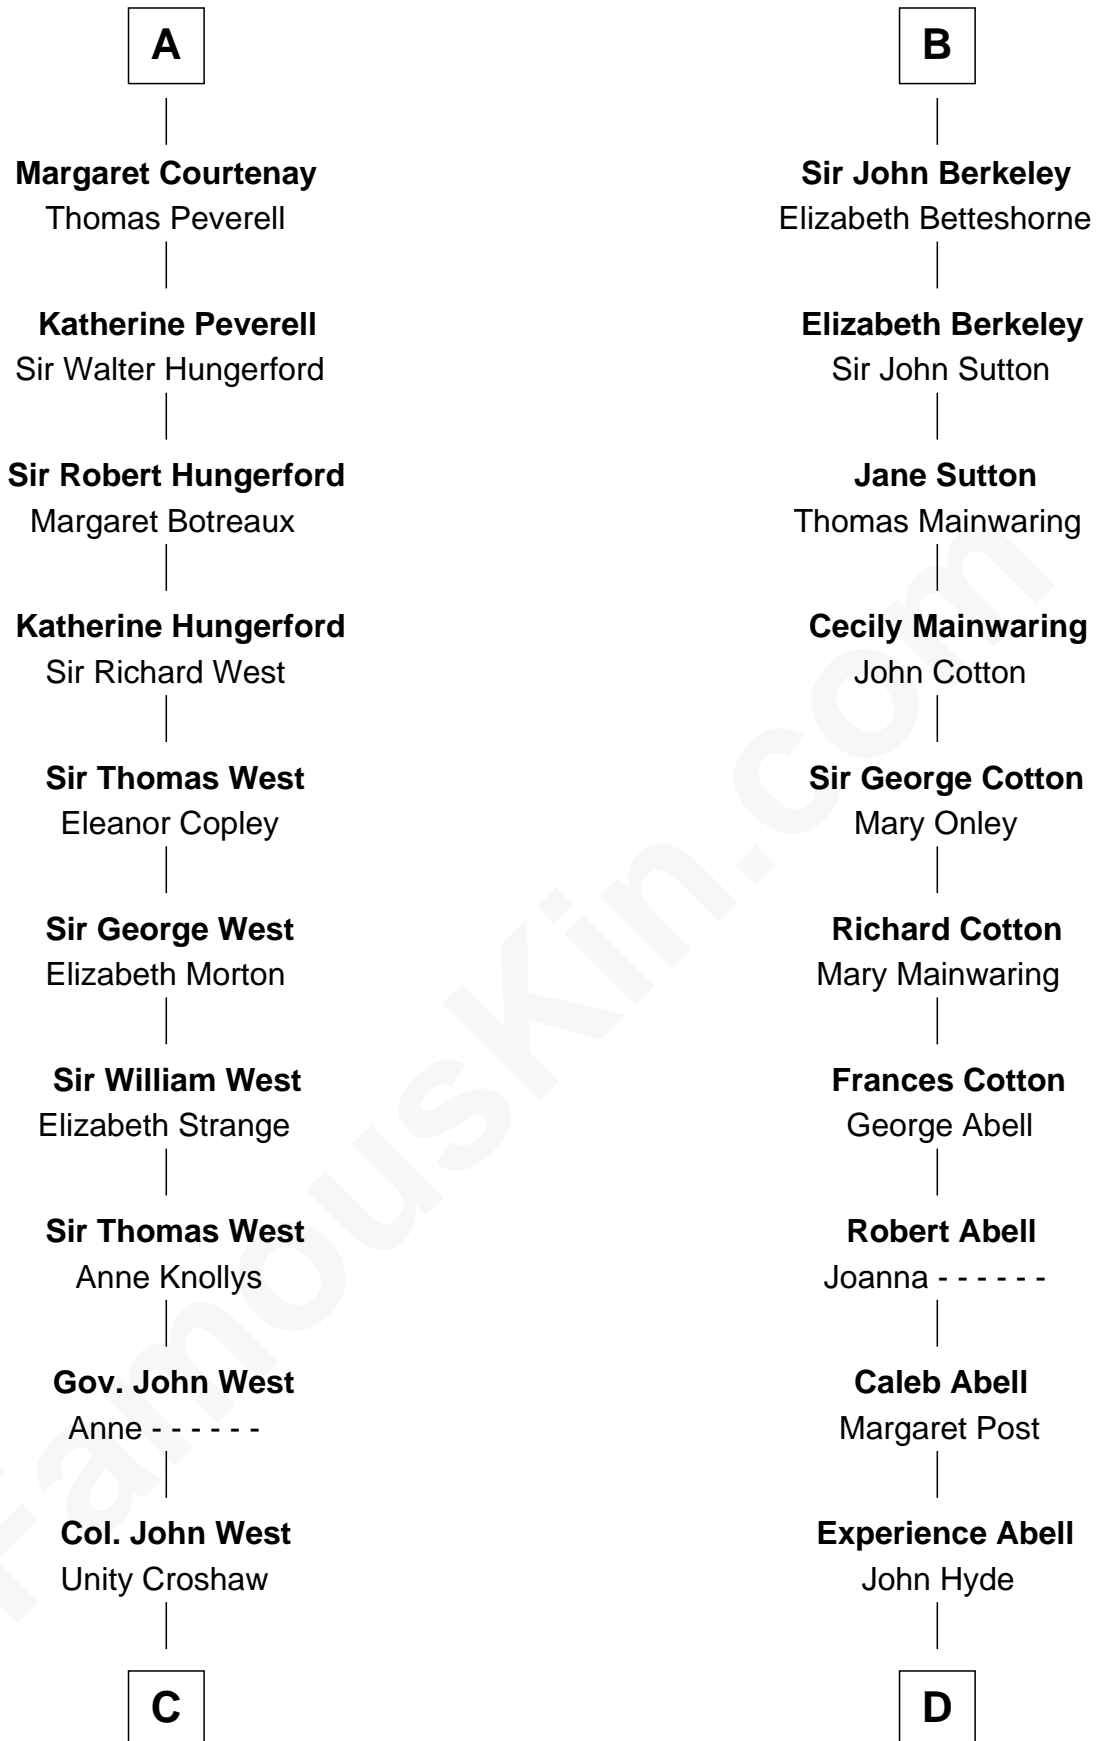 A
Margaret Courtenay
Thomas Peverell
Katherine Peverell
Sir Walter Hungerford
Sir Robert Hungerford
Margaret Botreaux
Katherine Hungerford
Sir Richard West
Sir Thomas West
Eleanor Copley
Sir George West
Elizabeth Morton
Sir William West
Elizabeth Strange
Sir Thomas West
Anne Knollys
Gov. John West
Anne - - - - - -
Col. John West
Unity Croshaw
C
B
Sir John Berkeley
Elizabeth Betteshorne
Elizabeth Berkeley
Sir John Sutton
Jane Sutton
Thomas Mainwaring
Cecily Mainwaring
John Cotton
Sir George Cotton
Mary Onley
Richard Cotton
Mary Mainwaring
Frances Cotton
George Abell
Robert Abell
Joanna - - - - - -
Caleb Abell
Margaret Post
Experience Abell
John Hyde
D
FamousKin.com